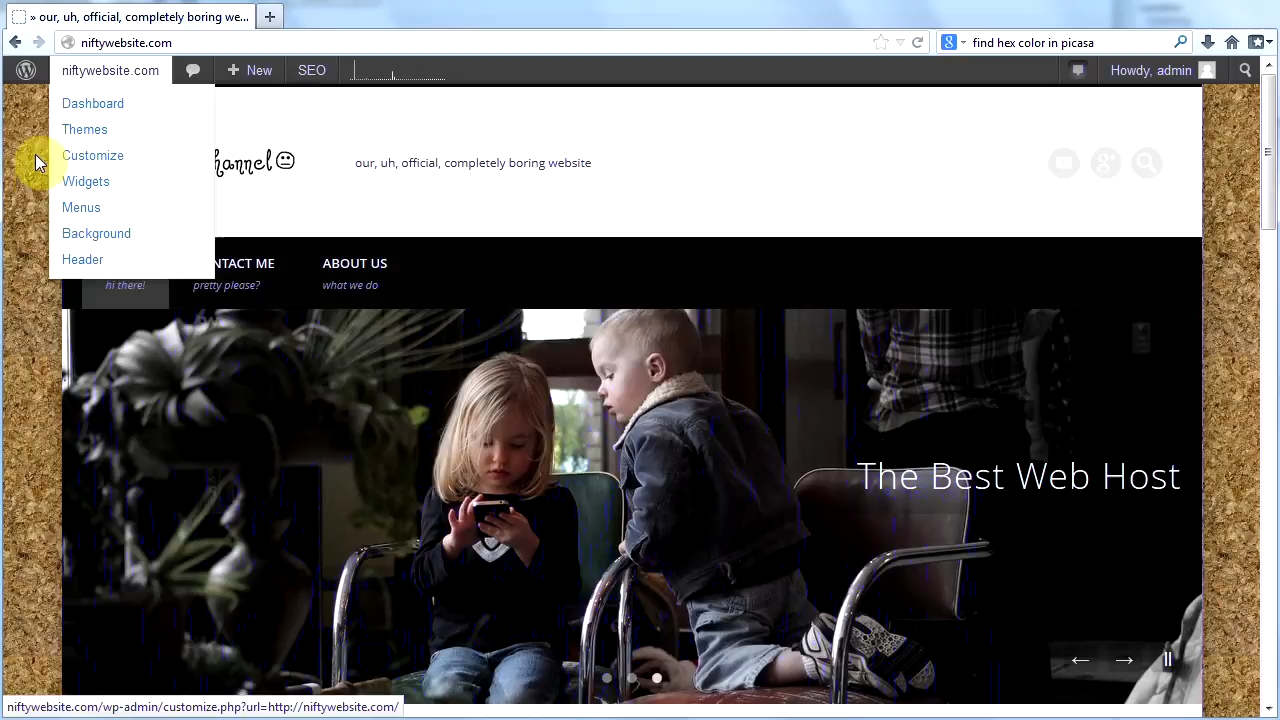 » our, uh, official, completely boring we...
niftywebsite.com
find hex color in picasa
niftywebsite.com
New
SEO
Howdy, admin
Dashboard
Themes
Customize
Widgets
Menus
Background
Header
our, uh, official, completely boring website
ABOUT US
hi there!
pretty please?
what we do
The Best Web Host
niftywebsite.com/wp-admin/customize.php?url=http://niftywebsite.com/